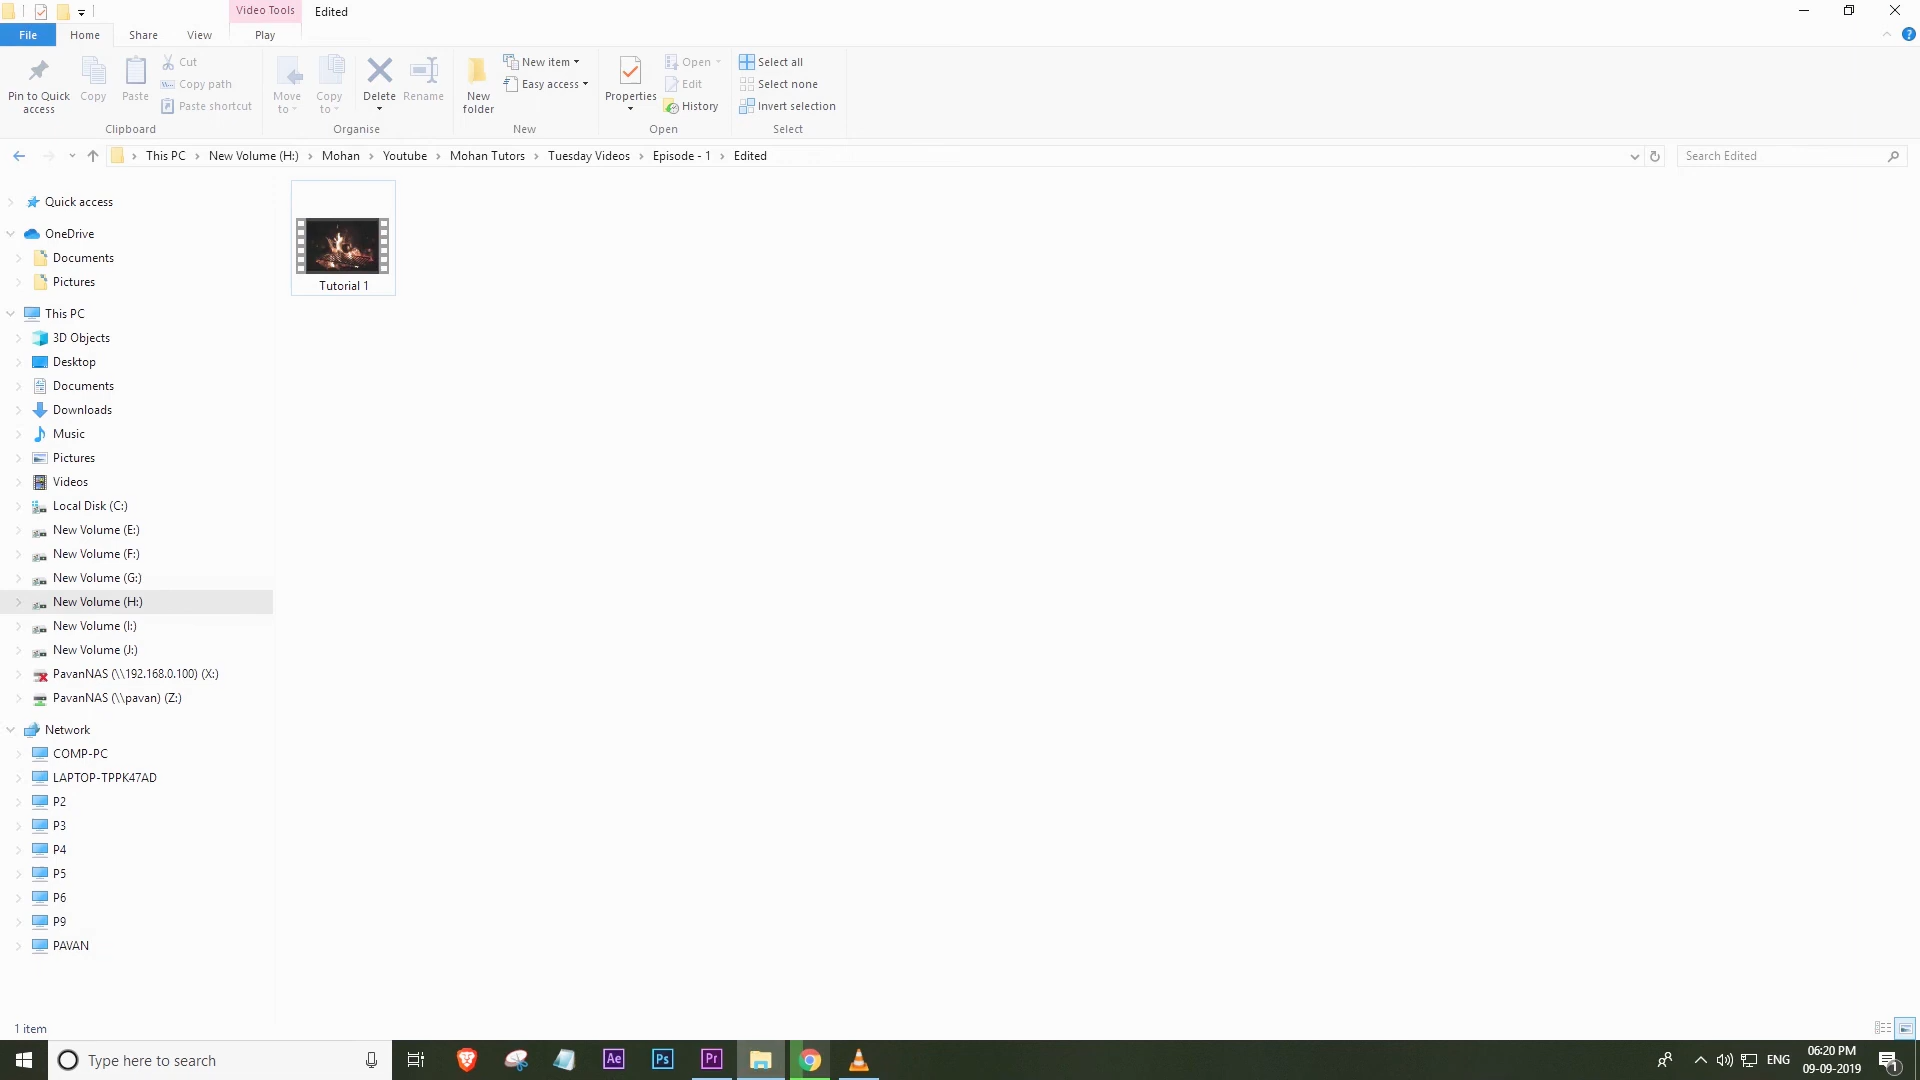 Video Tools
Edited
File
Home
Share
View
Play
Pin to Quick access
Copy
Paste
Cut
Copy path
Paste shortcut
Clipboard
Move to
Copy to
Delete
Rename
Organise
New folder
New item
Easy access
New
Properties
Open
Edit
History
Open
Select all
Select none
Invert selection
Select
This PC
New Volume (H:)
Mohan
Youtube
Mohan Tutors
Tuesday Videos
Episode - 1
Edited
Search Edited
Quick access
OneDrive
Documents
Pictures
This PC
3D Objects
Desktop
Documents
Downloads
Music
Pictures
Videos
Local Disk (C:)
New Volume (E:)
New Volume (F:)
New Volume (G:)
New Volume (H:)
New Volume (I:)
New Volume (J:)
PavanNAS (\\192.168.0.100) (X:)
PavanNAS (\\pavan) (Z:)
Network
COMP-PC
LAPTOP-TPPK47AD
P2
P3
P4
P5
P6
P9
PAVAN
Tutorial 1
1 item
Type here to search
Ae
Ps
Pr
ENG
06:20 PM
09-09-2019
1